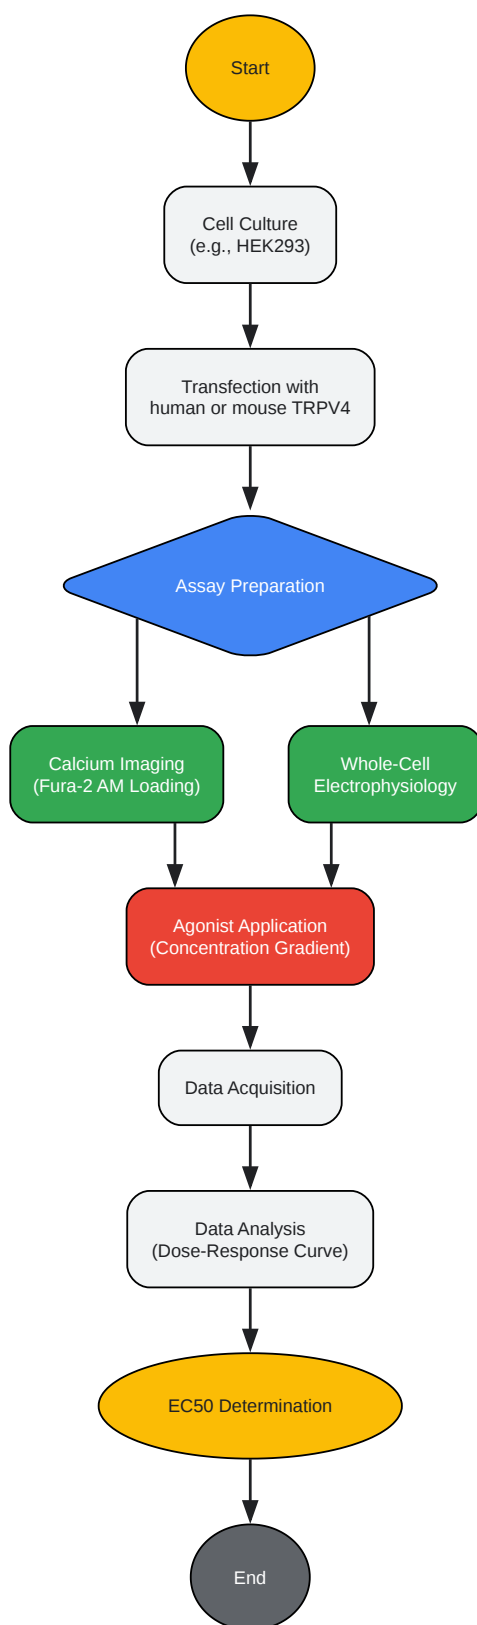 Start
Cell Culture
(e.g., HEK293)
Transfection with
human or mouse TRPV4
Assay Preparation
Calcium Imaging
(Fura-2 AM Loading)
Whole-Cell
Electrophysiology
Agonist Application
(Concentration Gradient)
Data Acquisition
Data Analysis
(Dose-Response Curve)
EC50 Determination
End